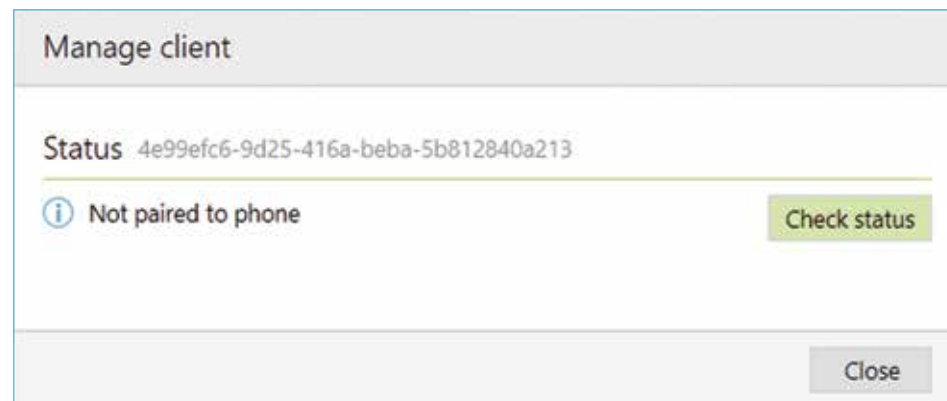 Manage client
Status 4e99efc6-9d25-416a-beba-5b812840a213
Not paired to phone
Check status
Close